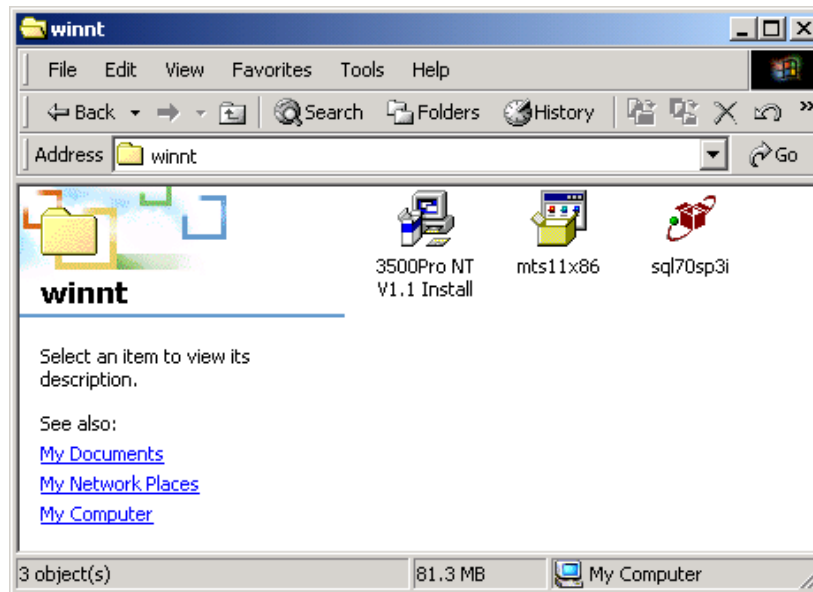 winnt
File Edit View Favorites Tools Help
Back Search Folders History »
Address winnt Go
3500Pro NT
V1.1 Install
mts11x86
sql70sp3i
winnt
Select an item to view its
description.
See also:
My Documents
My Network Places
My Computer
3 object(s) 81.3 MB My Computer